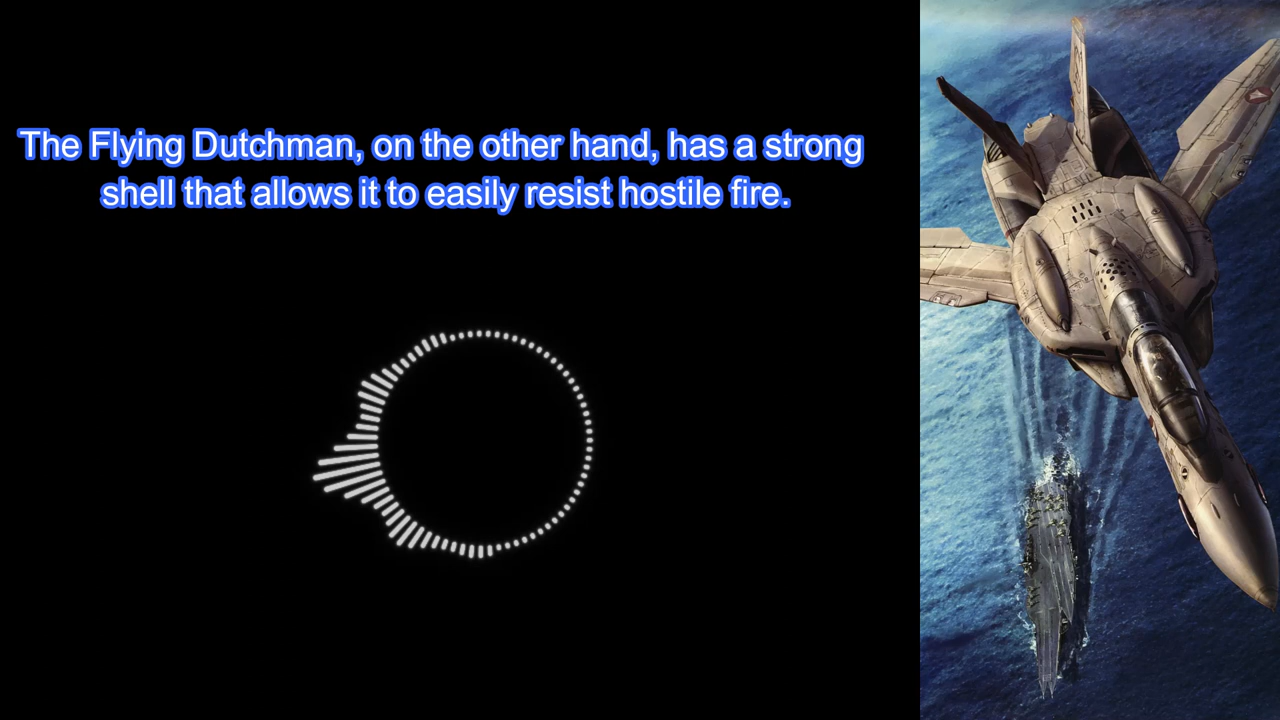 The Flying Dutchman, on the other hand, has a strong
shell that allows it to easily resist hostile fire.